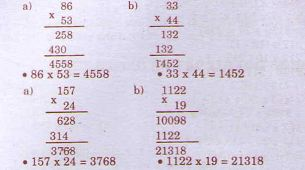 a) 86 b) 33
x 53 x 44
258 132
430 132
4558 1452
• 86 x 53 = 4558 • 33 x 44 = 1452
a) 157 b) 1122
x 24 x 19
628 10098
314 1122
3768 21318
• 157 x 24 = 3768 • 1122 x 19 = 21318